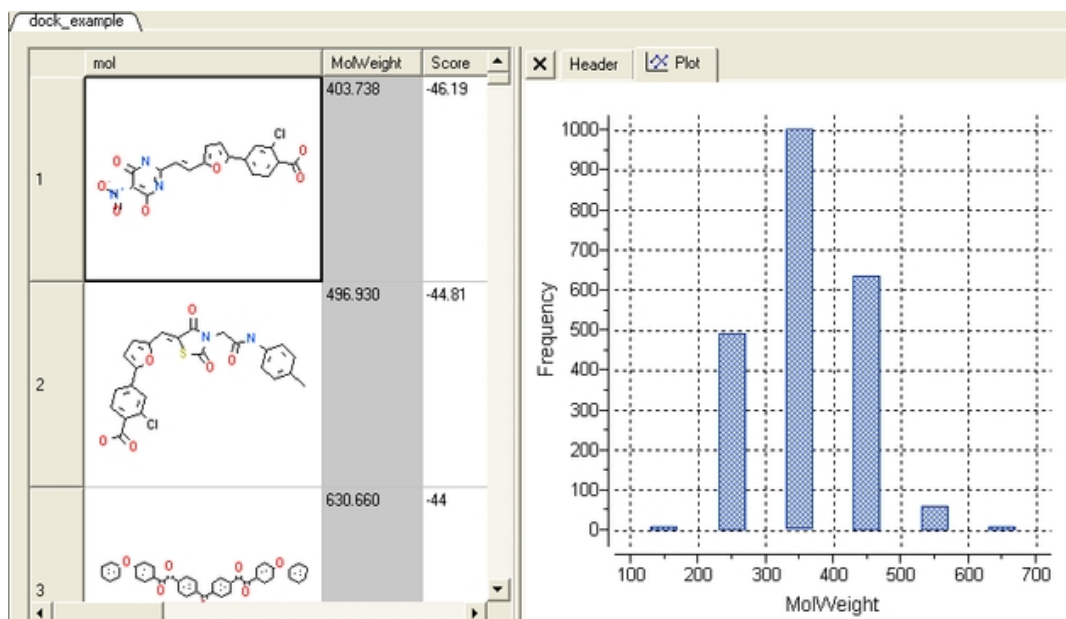 dock_example
mol MolWeight Score
1 403.738 -46.19
Cl
O N O
O
O⁻ N⁺ N O
O
H O
2 496.930 -44.81
O
N N
O S O O
Cl
O O
3 630.660 -44
O O O O O
O O O
Header Plot
1000
900
800
700
600
500
400
300
200
100
0
Frequency
100 200 300 400 500 600 700
MolWeight